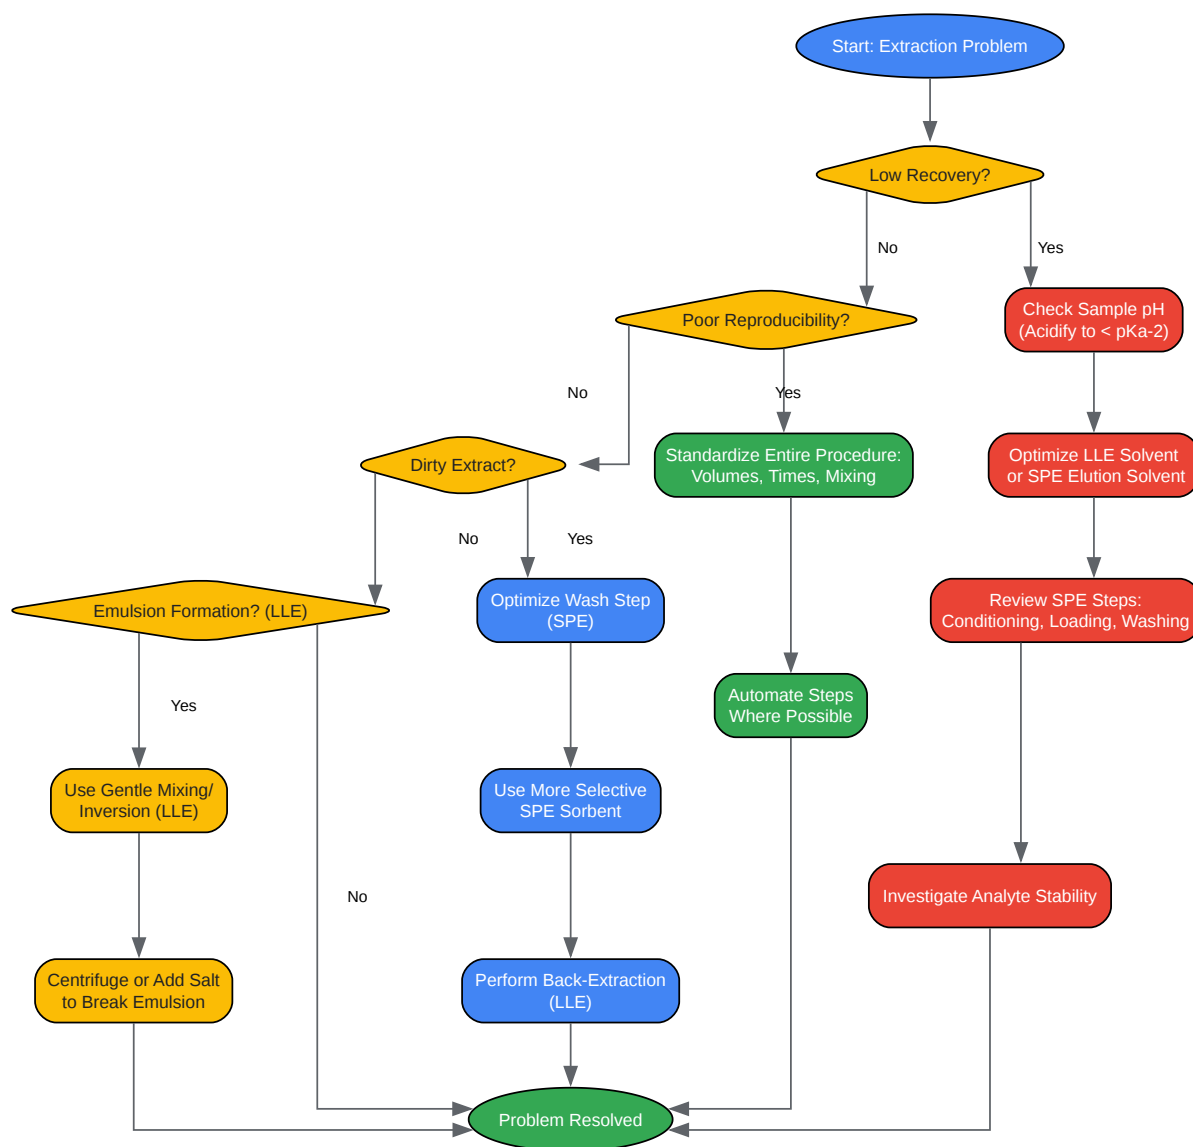 Start: Extraction Problem
Low Recovery?
No
Yes
Check Sample pH
(Acidify to < pKa-2)
Poor Reproducibility?
No
Yes
Standardize Entire Procedure:
Volumes, Times, Mixing
Optimize LLE Solvent
or SPE Elution Solvent
Dirty Extract?
No
Yes
Emulsion Formation? (LLE)
Optimize Wash Step
(SPE)
Review SPE Steps:
Conditioning, Loading, Washing
Yes
Automate Steps
Where Possible
Use Gentle Mixing/
Inversion (LLE)
Use More Selective
SPE Sorbent
No
Investigate Analyte Stability
Centrifuge or Add Salt
to Break Emulsion
Perform Back-Extraction
(LLE)
Problem Resolved